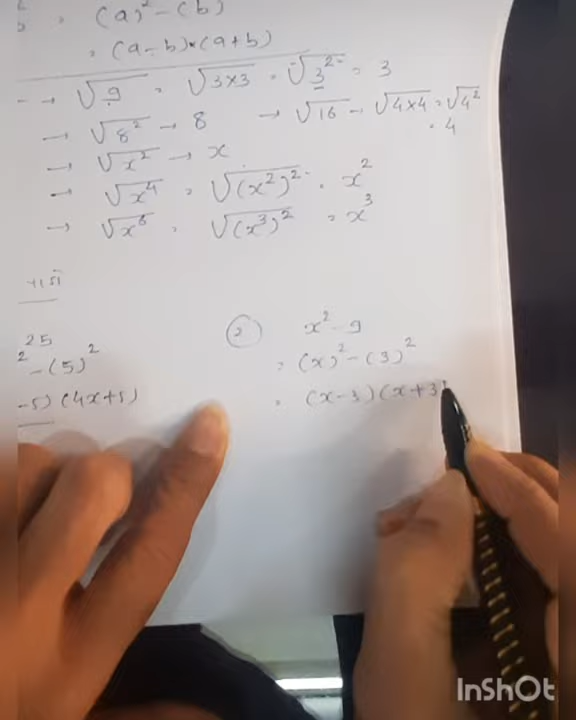 = (a)² - (b)
= (a-b)×(a+b)
→ √9 = √3×3 = √3² = 3
→ √8² → 8 → √16 → √4×4 = √4²
= 4
→ √x² → x
→ √x⁴ = √(x²)² = x²
→ √x⁶ = √(x³)² = x³
25
² - (5)²
-5) (4x+5)
② x² - 9
= (x)² - (3)²
= (x-3)(x+3)
InShOt